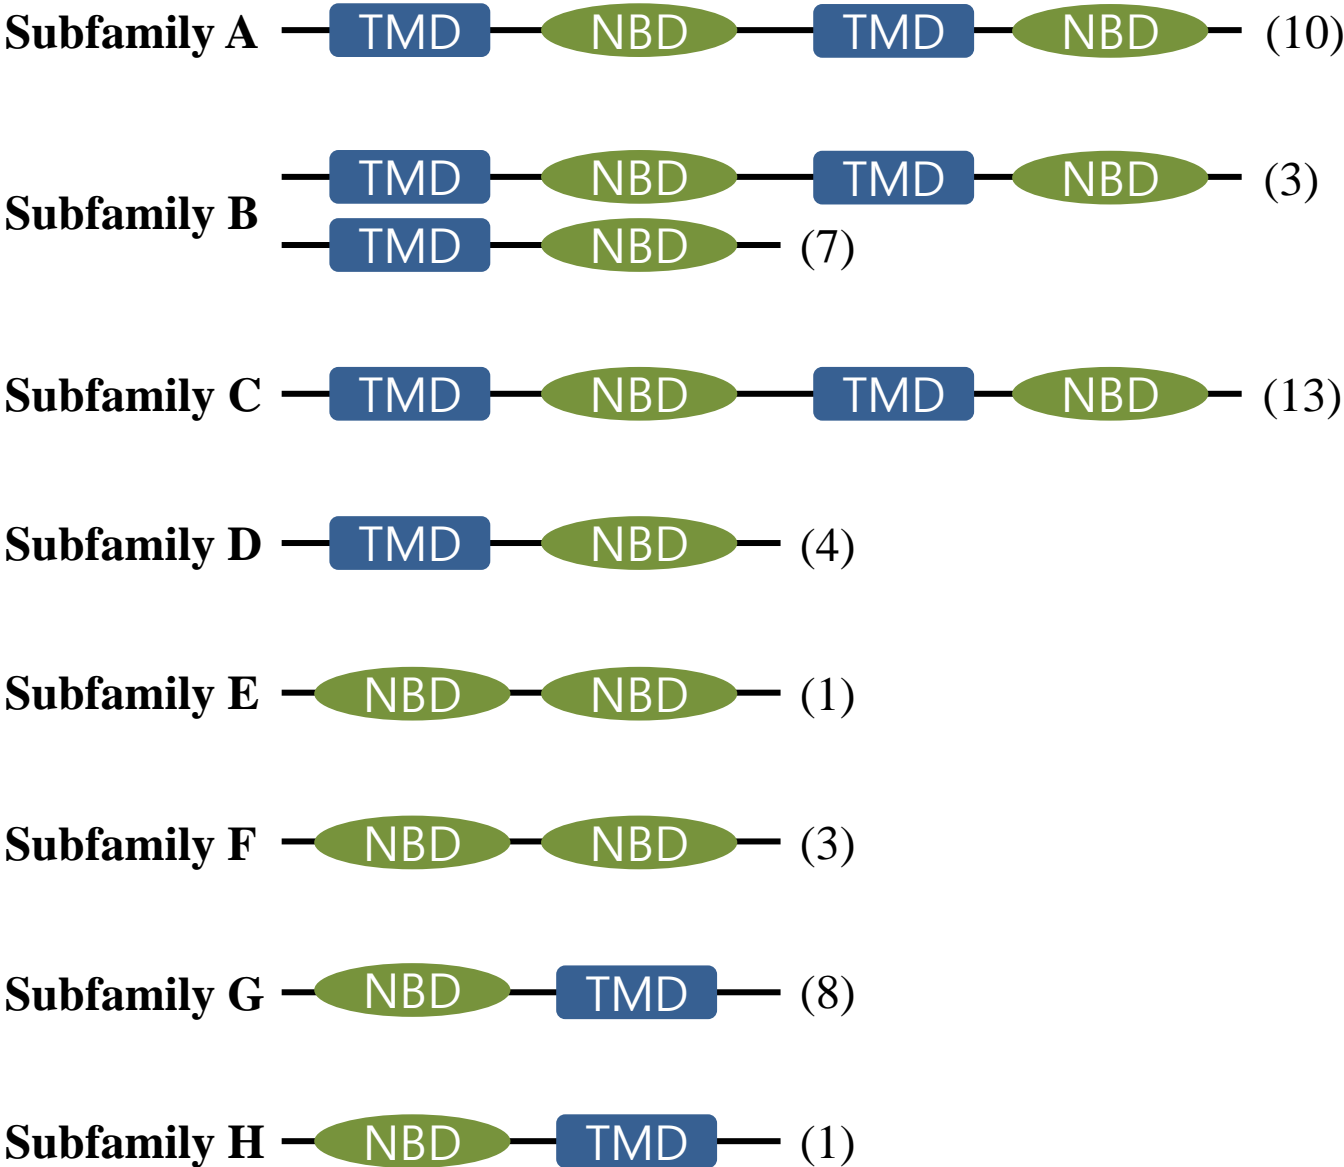 Subfamily A TMD NBD TMD NBD (10)
TMD NBD TMD NBD (3)
Subfamily B
TMD NBD (7)
Subfamily C TMD NBD TMD NBD (13)
Subfamily D TMD NBD (4)
Subfamily E NBD NBD (1)
Subfamily F NBD NBD (3)
Subfamily G NBD TMD (8)
Subfamily H NBD TMD (1)